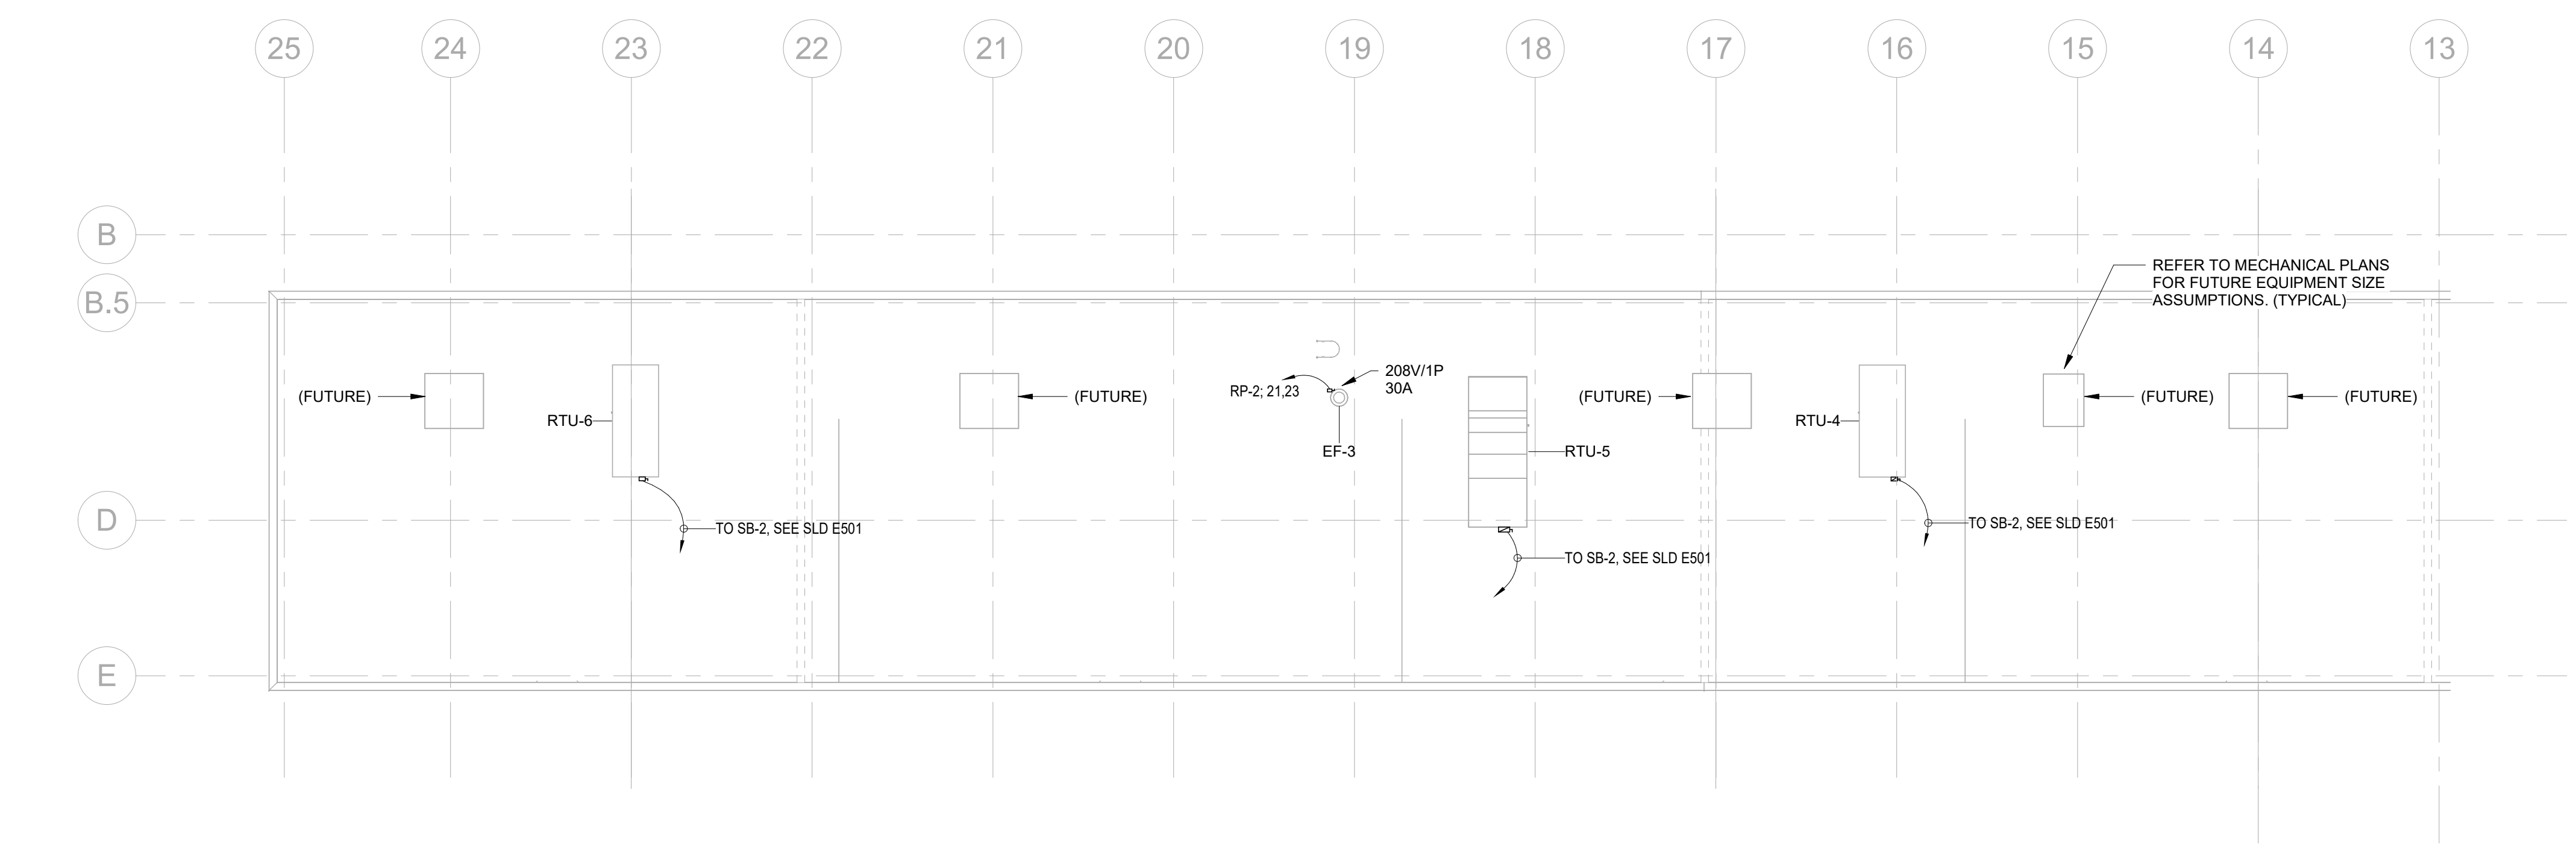 25
24
23
22
21
20
19
18
17
16
15
14
13
B
B.5
D
E
REFER TO MECHANICAL PLANS
FOR FUTURE EQUIPMENT SIZE
ASSUMPTIONS. (TYPICAL)
(FUTURE)
RTU-6
TO SB-2, SEE SLD E501
(FUTURE)
RP-2; 21,23
208V/1P
30A
EF-3
RTU-5
TO SB-2, SEE SLD E501
(FUTURE)
RTU-4
TO SB-2, SEE SLD E501
(FUTURE)
(FUTURE)